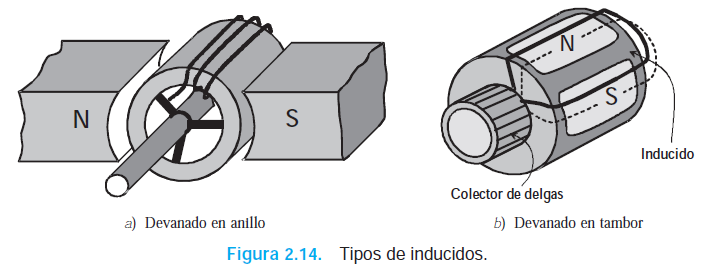 N
S
N
S
Inducido
Colector de delgas
a) Devanado en anillo
b) Devanado en tambor
Figura 2.14. Tipos de inducidos.